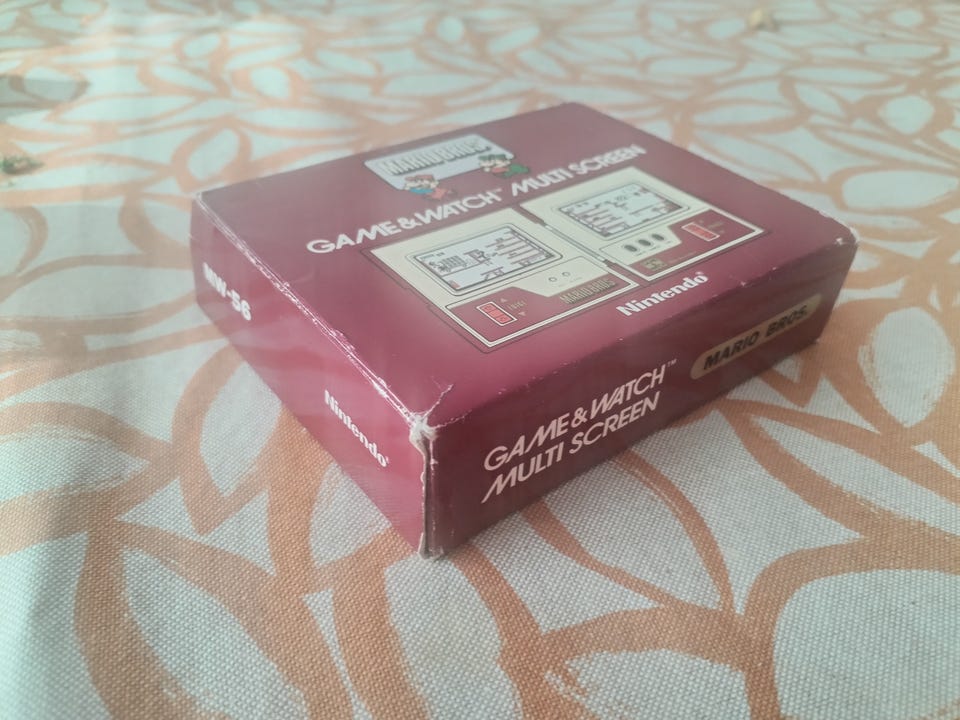 MARIO BROS.
GAME & WATCH™ MULTI SCREEN
MARIO BROS.
Nintendo®
MW-56
Nintendo®
GAME & WATCH™
MULTI SCREEN
MARIO BROS.